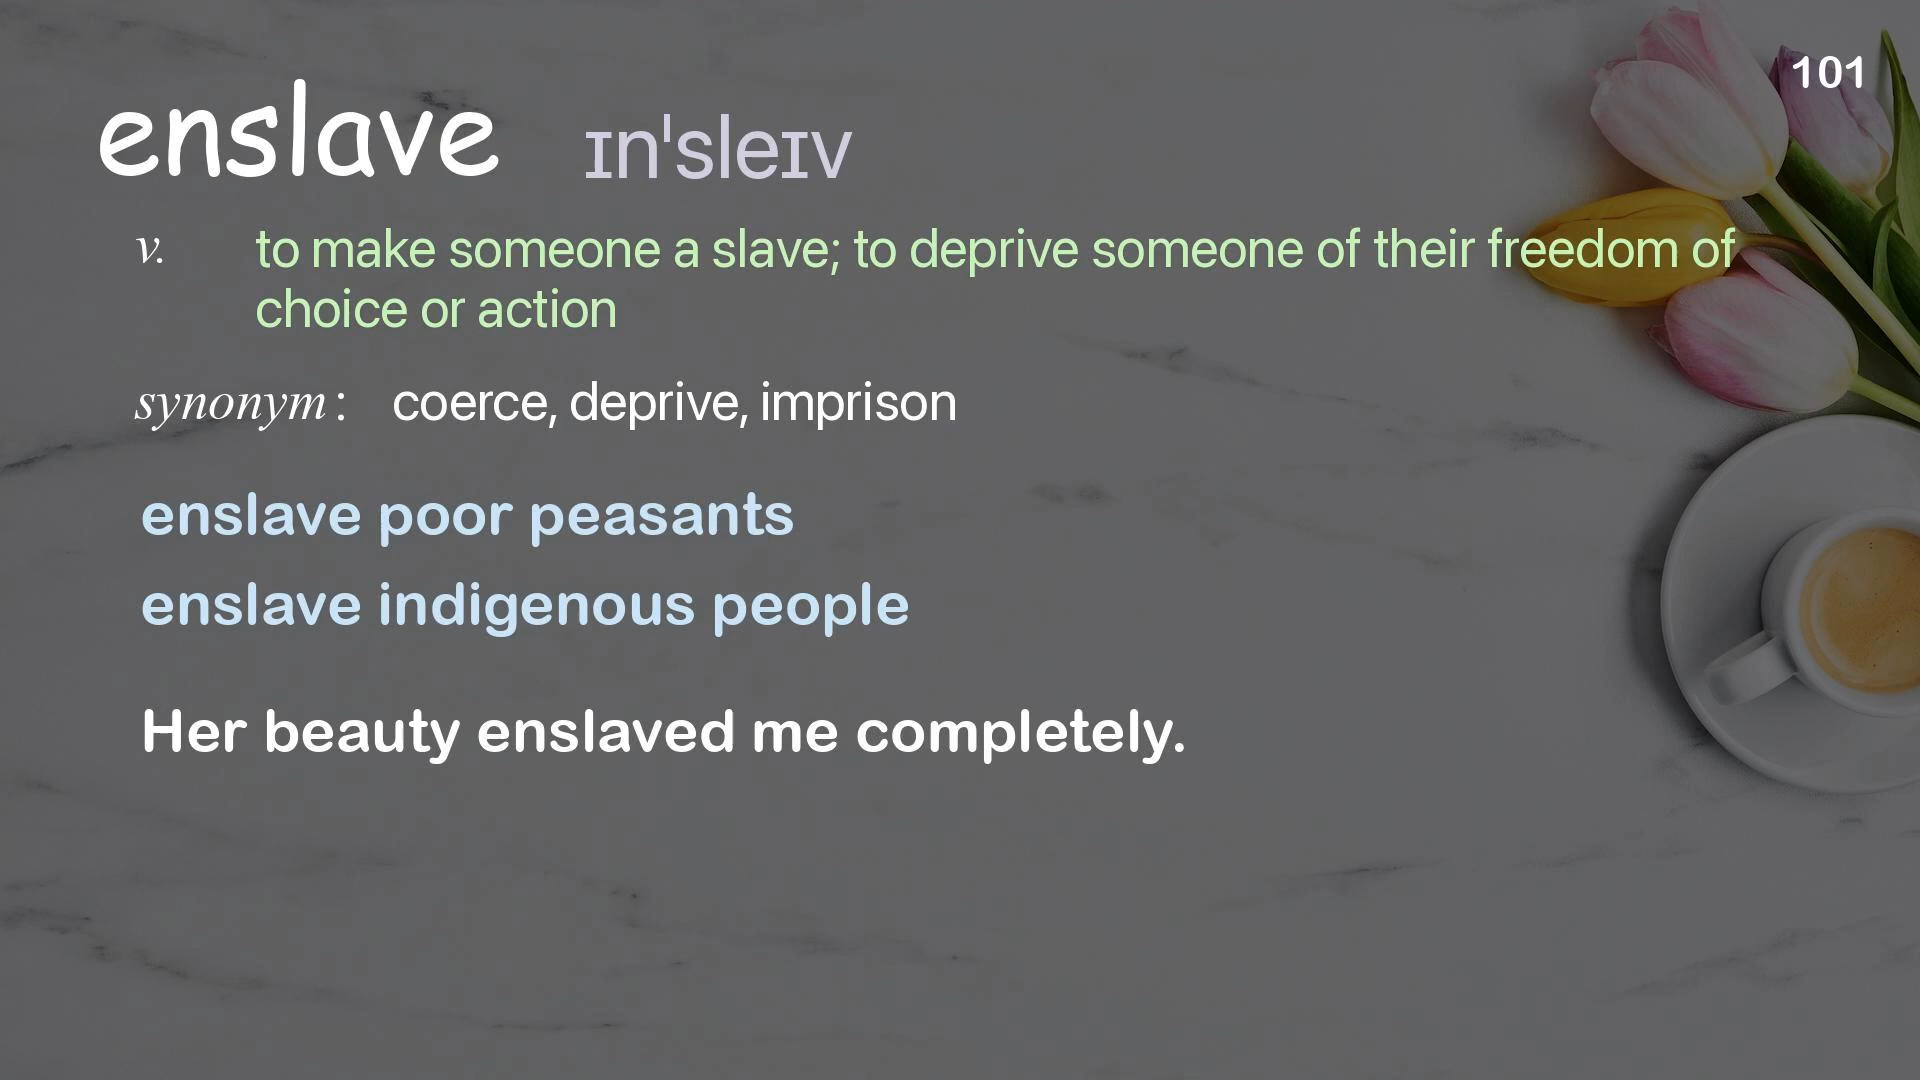 101
enslave ɪn'sleɪv
v. to make someone a slave; to deprive someone of their freedom of
choice or action
synonym: coerce, deprive, imprison
enslave poor peasants
enslave indigenous people
Her beauty enslaved me completely.